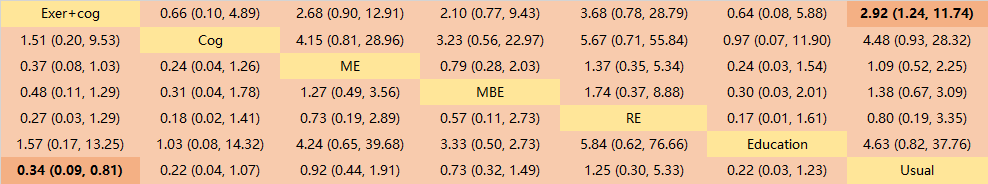 Exer+cog 0.66 (0.10, 4.89) 2.68 (0.90, 12.91) 2.10 (0.77, 9.43) 3.68 (0.78, 28.79) 0.64 (0.08, 5.88) 2.92 (1.24, 11.74)
1.51 (0.20, 9.53) Cog 4.15 (0.81, 28.96) 3.23 (0.56, 22.97) 5.67 (0.71, 55.84) 0.97 (0.07, 11.90) 4.48 (0.93, 28.32)
0.37 (0.08, 1.03) 0.24 (0.04, 1.26) ME 0.79 (0.28, 2.03) 1.37 (0.35, 5.34) 0.24 (0.03, 1.54) 1.09 (0.52, 2.25)
0.48 (0.11, 1.29) 0.31 (0.04, 1.78) 1.27 (0.49, 3.56) MBE 1.74 (0.37, 8.88) 0.30 (0.03, 2.01) 1.38 (0.67, 3.09)
0.27 (0.03, 1.29) 0.18 (0.02, 1.41) 0.73 (0.19, 2.89) 0.57 (0.11, 2.73) RE 0.17 (0.01, 1.61) 0.80 (0.19, 3.35)
1.57 (0.17, 13.25) 1.03 (0.08, 14.32) 4.24 (0.65, 39.68) 3.33 (0.50, 2.73) 5.84 (0.62, 76.66) Education 4.63 (0.82, 37.76)
0.34 (0.09, 0.81) 0.22 (0.04, 1.07) 0.92 (0.44, 1.91) 0.73 (0.32, 1.49) 1.25 (0.30, 5.33) 0.22 (0.03, 1.23) Usual